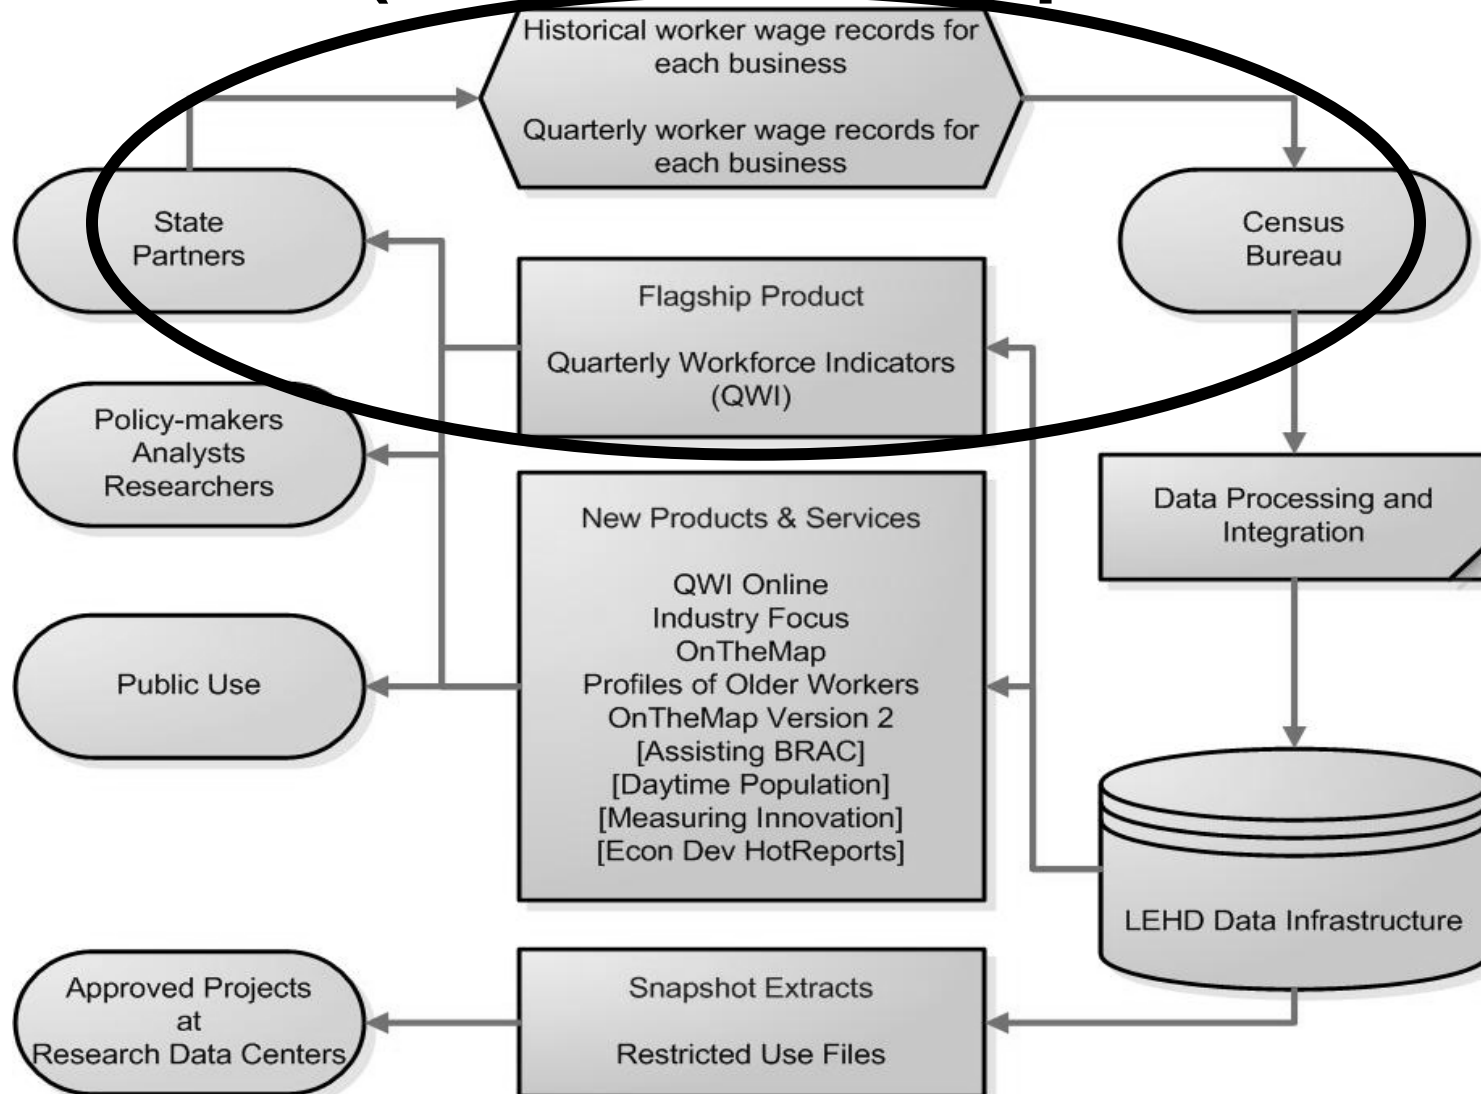 Historical worker wage records for
each business
Quarterly worker wage records for
each business
State
Partners
Census
Bureau
Flagship Product
Quarterly Workforce Indicators
(QWI)
Policy-makers
Analysts
Researchers
Data Processing and
Integration
New Products & Services
QWI Online
Industry Focus
OnTheMap
Profiles of Older Workers
OnTheMap Version 2
[Assisting BRAC]
[Daytime Population]
[Measuring Innovation]
[Econ Dev HotReports]
Public Use
LEHD Data Infrastructure
Approved Projects
at
Research Data Centers
Snapshot Extracts
Restricted Use Files